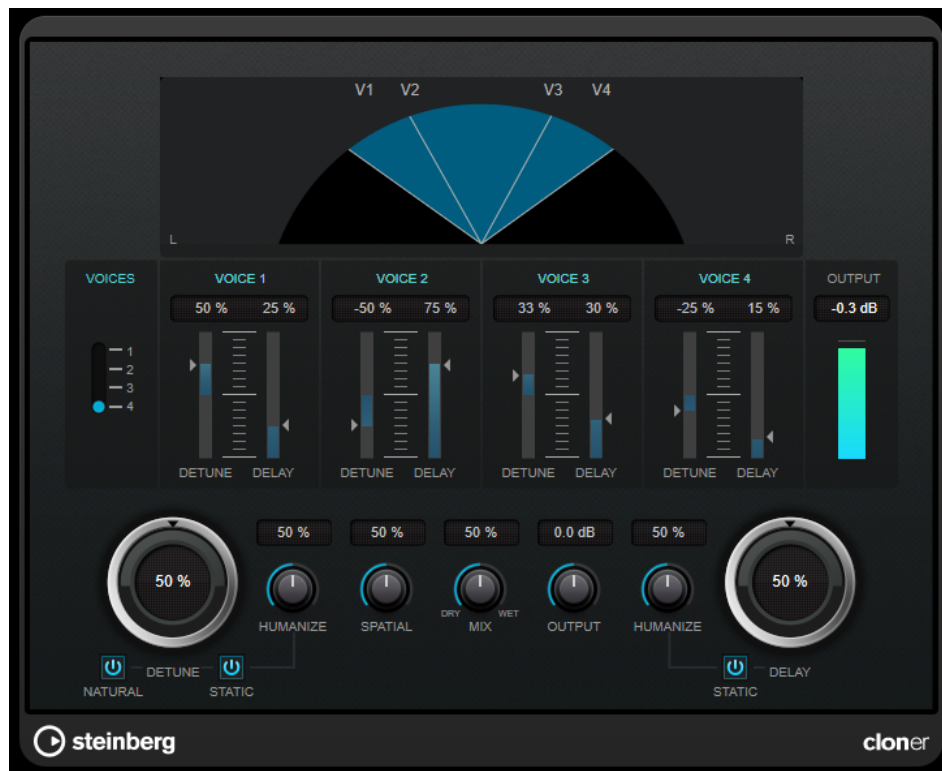 V1 V2 V3 V4
L R
VOICES VOICE 1 VOICE 2 VOICE 3 VOICE 4 OUTPUT
50 % 25 % -50 % 75 % 33 % 30 % -25 % 15 % -0.3 dB
1
2
3
4
DETUNE DELAY DETUNE DELAY DETUNE DELAY DETUNE DELAY
50 % 50 % 50 % 0.0 dB 50 %
50 % 50 %
DRY WET
HUMANIZE SPATIAL MIX OUTPUT HUMANIZE
DETUNE DELAY
NATURAL STATIC STATIC
steinberg cloner